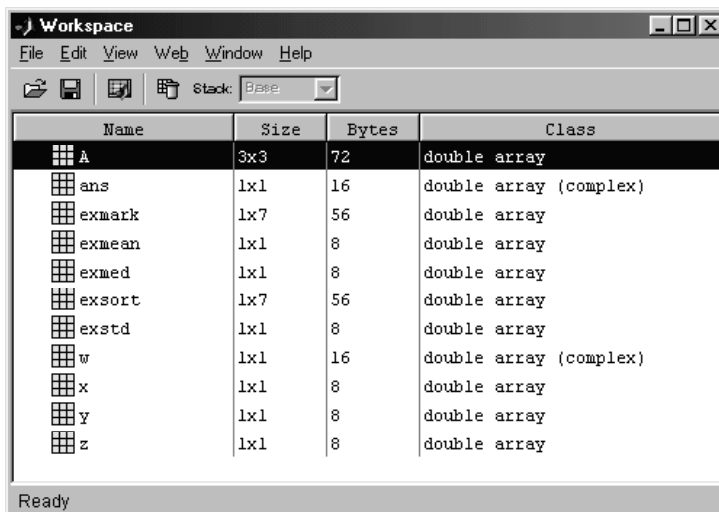 Workspace
File Edit View Web Window Help
Stack: Base
Name Size Bytes Class
A 3x3 72 double array
ans 1x1 16 double array (complex)
exmark 1x7 56 double array
exmean 1x1 8 double array
exmed 1x1 8 double array
exsort 1x7 56 double array
exstd 1x1 8 double array
w 1x1 16 double array (complex)
x 1x1 8 double array
y 1x1 8 double array
z 1x1 8 double array
Ready